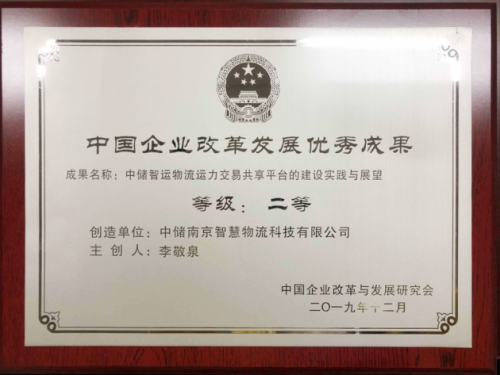 中国企业改革发展优秀成果
成果名称：中储智运物流运力交易共享平台的建设实践与展望
等级：二等
创造单位：中储南京智慧物流科技有限公司
主创人：李敬泉
中国企业改革与发展研究会
二〇一九年十二月